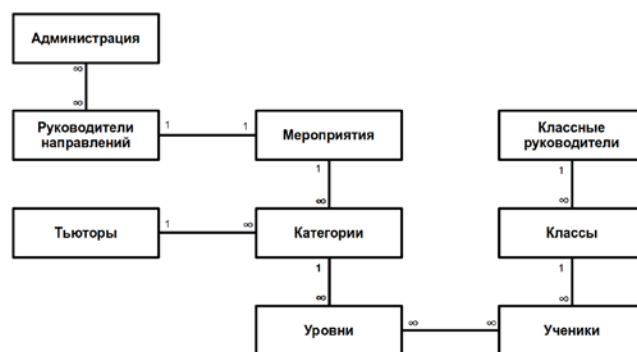 Администрация
∞
∞
Руководители
направлений
1
1
Мероприятия
Классные
руководители
1
∞
1
∞
Тьюторы
1
∞
Категории
Классы
1
∞
1
∞
Уровни
∞
∞
Ученики